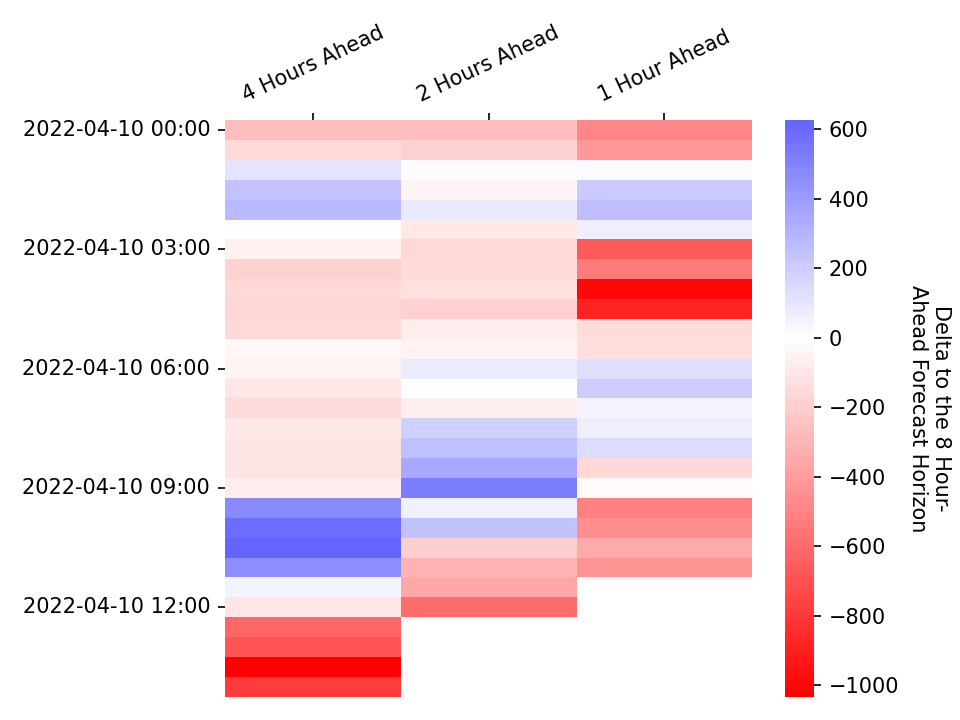 4 Hours Ahead
2 Hours Ahead
1 Hour Ahead
2022-04-10 00:00
2022-04-10 03:00
2022-04-10 06:00
2022-04-10 09:00
2022-04-10 12:00
600
400
200
0
−200
−400
−600
−800
−1000
Delta to the 8 Hour-
Ahead Forecast Horizon